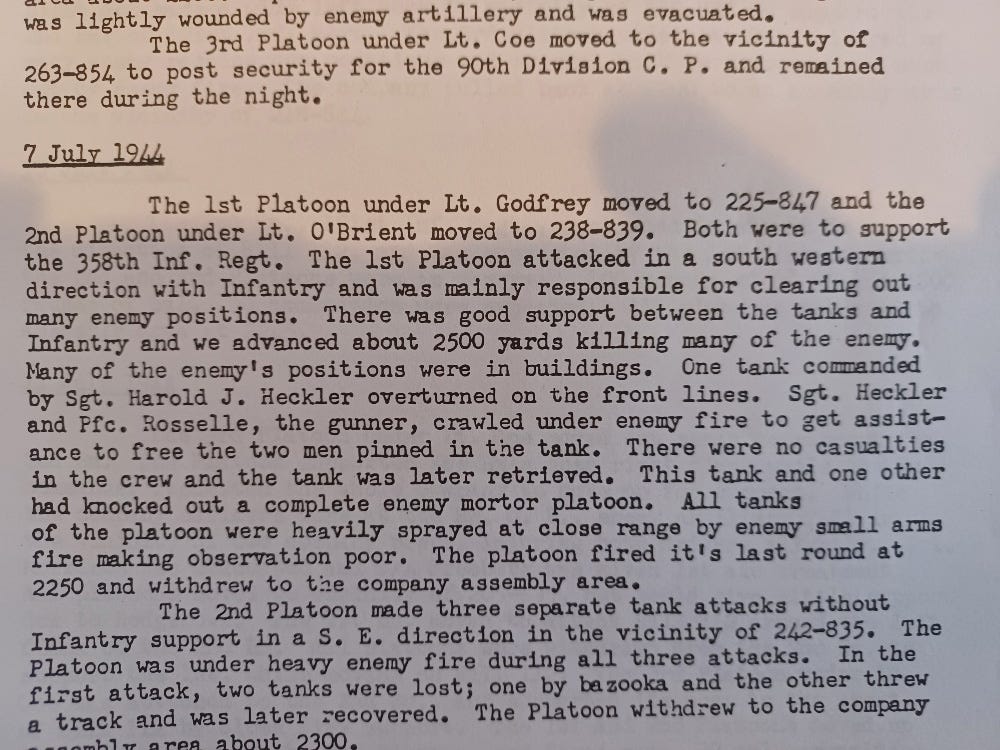 was lightly wounded by enemy artillery and was evacuated.
The 3rd Platoon under Lt. Coe moved to the vicinity of
263-854 to post security for the 90th Division C. P. and remained
there during the night.
7 July 1944
The 1st Platoon under Lt. Godfrey moved to 225-847 and the
2nd Platoon under Lt. O'Brient moved to 238-839. Both were to support
the 358th Inf. Regt. The 1st Platoon attacked in a south western
direction with Infantry and was mainly responsible for clearing out
many enemy positions. There was good support between the tanks and
Infantry and we advanced about 2500 yards killing many of the enemy.
Many of the enemy's positions were in buildings. One tank commanded
by Sgt. Harold J. Heckler overturned on the front lines. Sgt. Heckler
and Pfc. Rosselle, the gunner, crawled under enemy fire to get assist-
ance to free the two men pinned in the tank. There were no casualties
in the crew and the tank was later retrieved. This tank and one other
had knocked out a complete enemy mortor platoon. All tanks
of the platoon were heavily sprayed at close range by enemy small arms
fire making observation poor. The platoon fired it's last round at
2250 and withdrew to the company assembly area.
The 2nd Platoon made three separate tank attacks without
Infantry support in a S. E. direction in the vicinity of 242-835. The
Platoon was under heavy enemy fire during all three attacks. In the
first attack, two tanks were lost; one by bazooka and the other threw
a track and was later recovered. The Platoon withdrew to the company
assembly area about 2300.